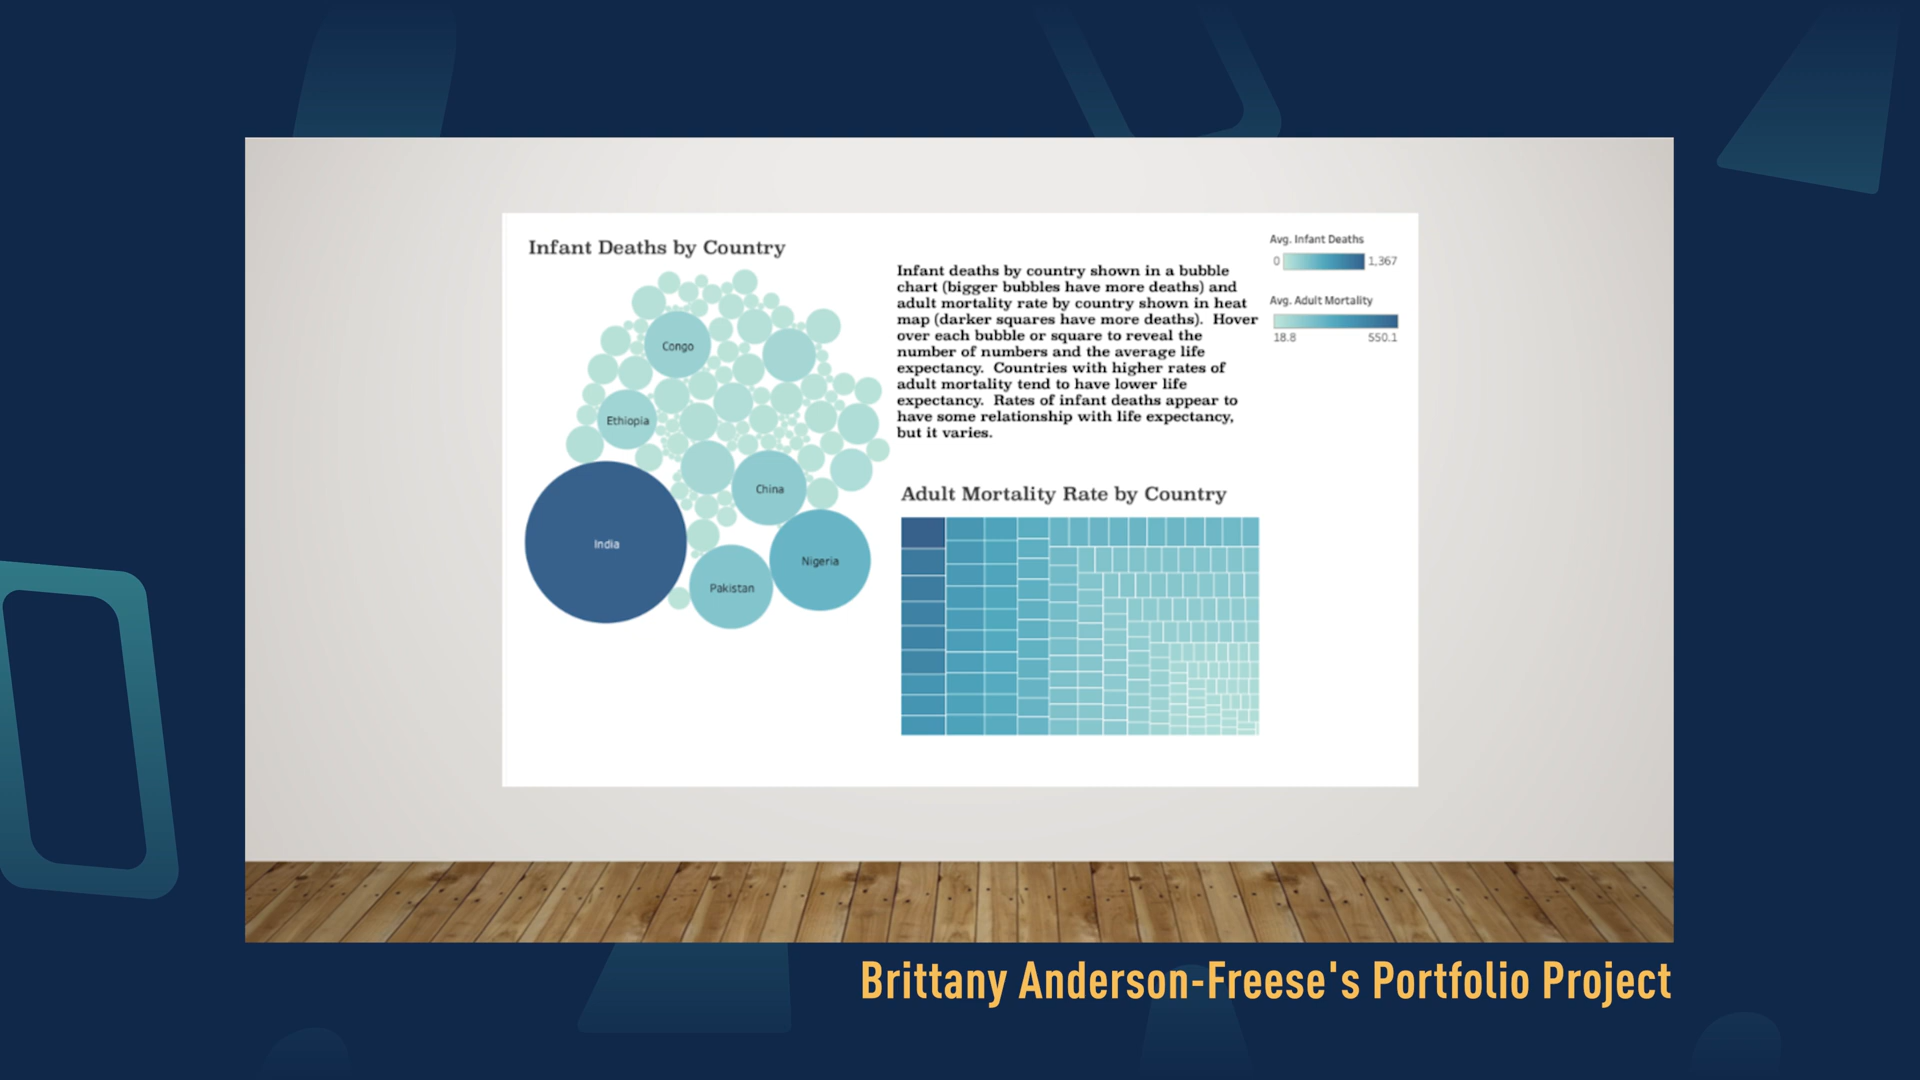 Infant Deaths by Country
Congo
Ethiopia
China
India
Nigeria
Pakistan
Infant deaths by country shown in a bubble
chart (bigger bubbles have more deaths) and
adult mortality rate by country shown in heat
map (darker squares have more deaths).  Hover
over each bubble or square to reveal the
number of numbers and the average life
expectancy.  Countries with higher rates of
adult mortality tend to have lower life
expectancy.  Rates of infant deaths appear to
have some relationship with life expectancy,
but it varies.
Avg. Infant Deaths
0 1,367
Avg. Adult Mortality
18.8 550.1
Adult Mortality Rate by Country
Brittany Anderson-Freese's Portfolio Project